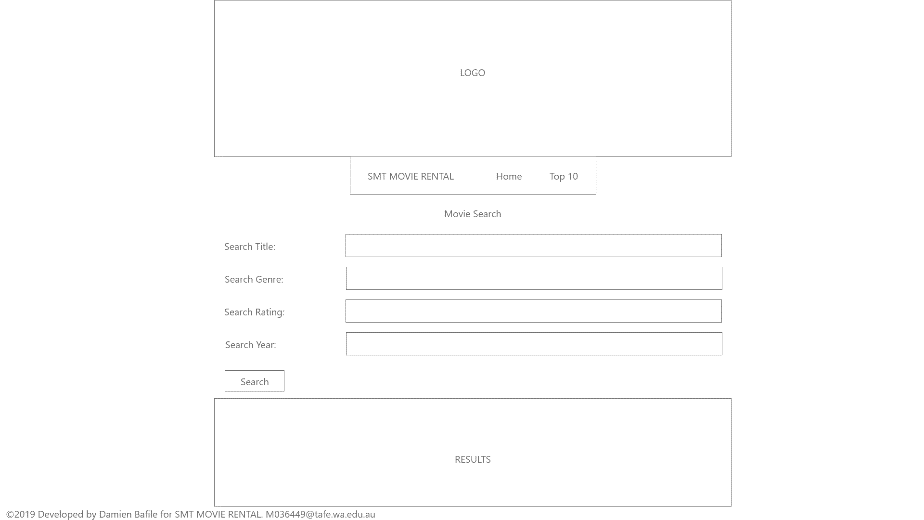 LOGO
SMT MOVIE RENTAL Home Top 10
Movie Search
Search Title:
Search Genre:
Search Rating:
Search Year:
Search
RESULTS
©2019 Developed by Damien Bafile for SMT MOVIE RENTAL. M036449@tafe.wa.edu.au